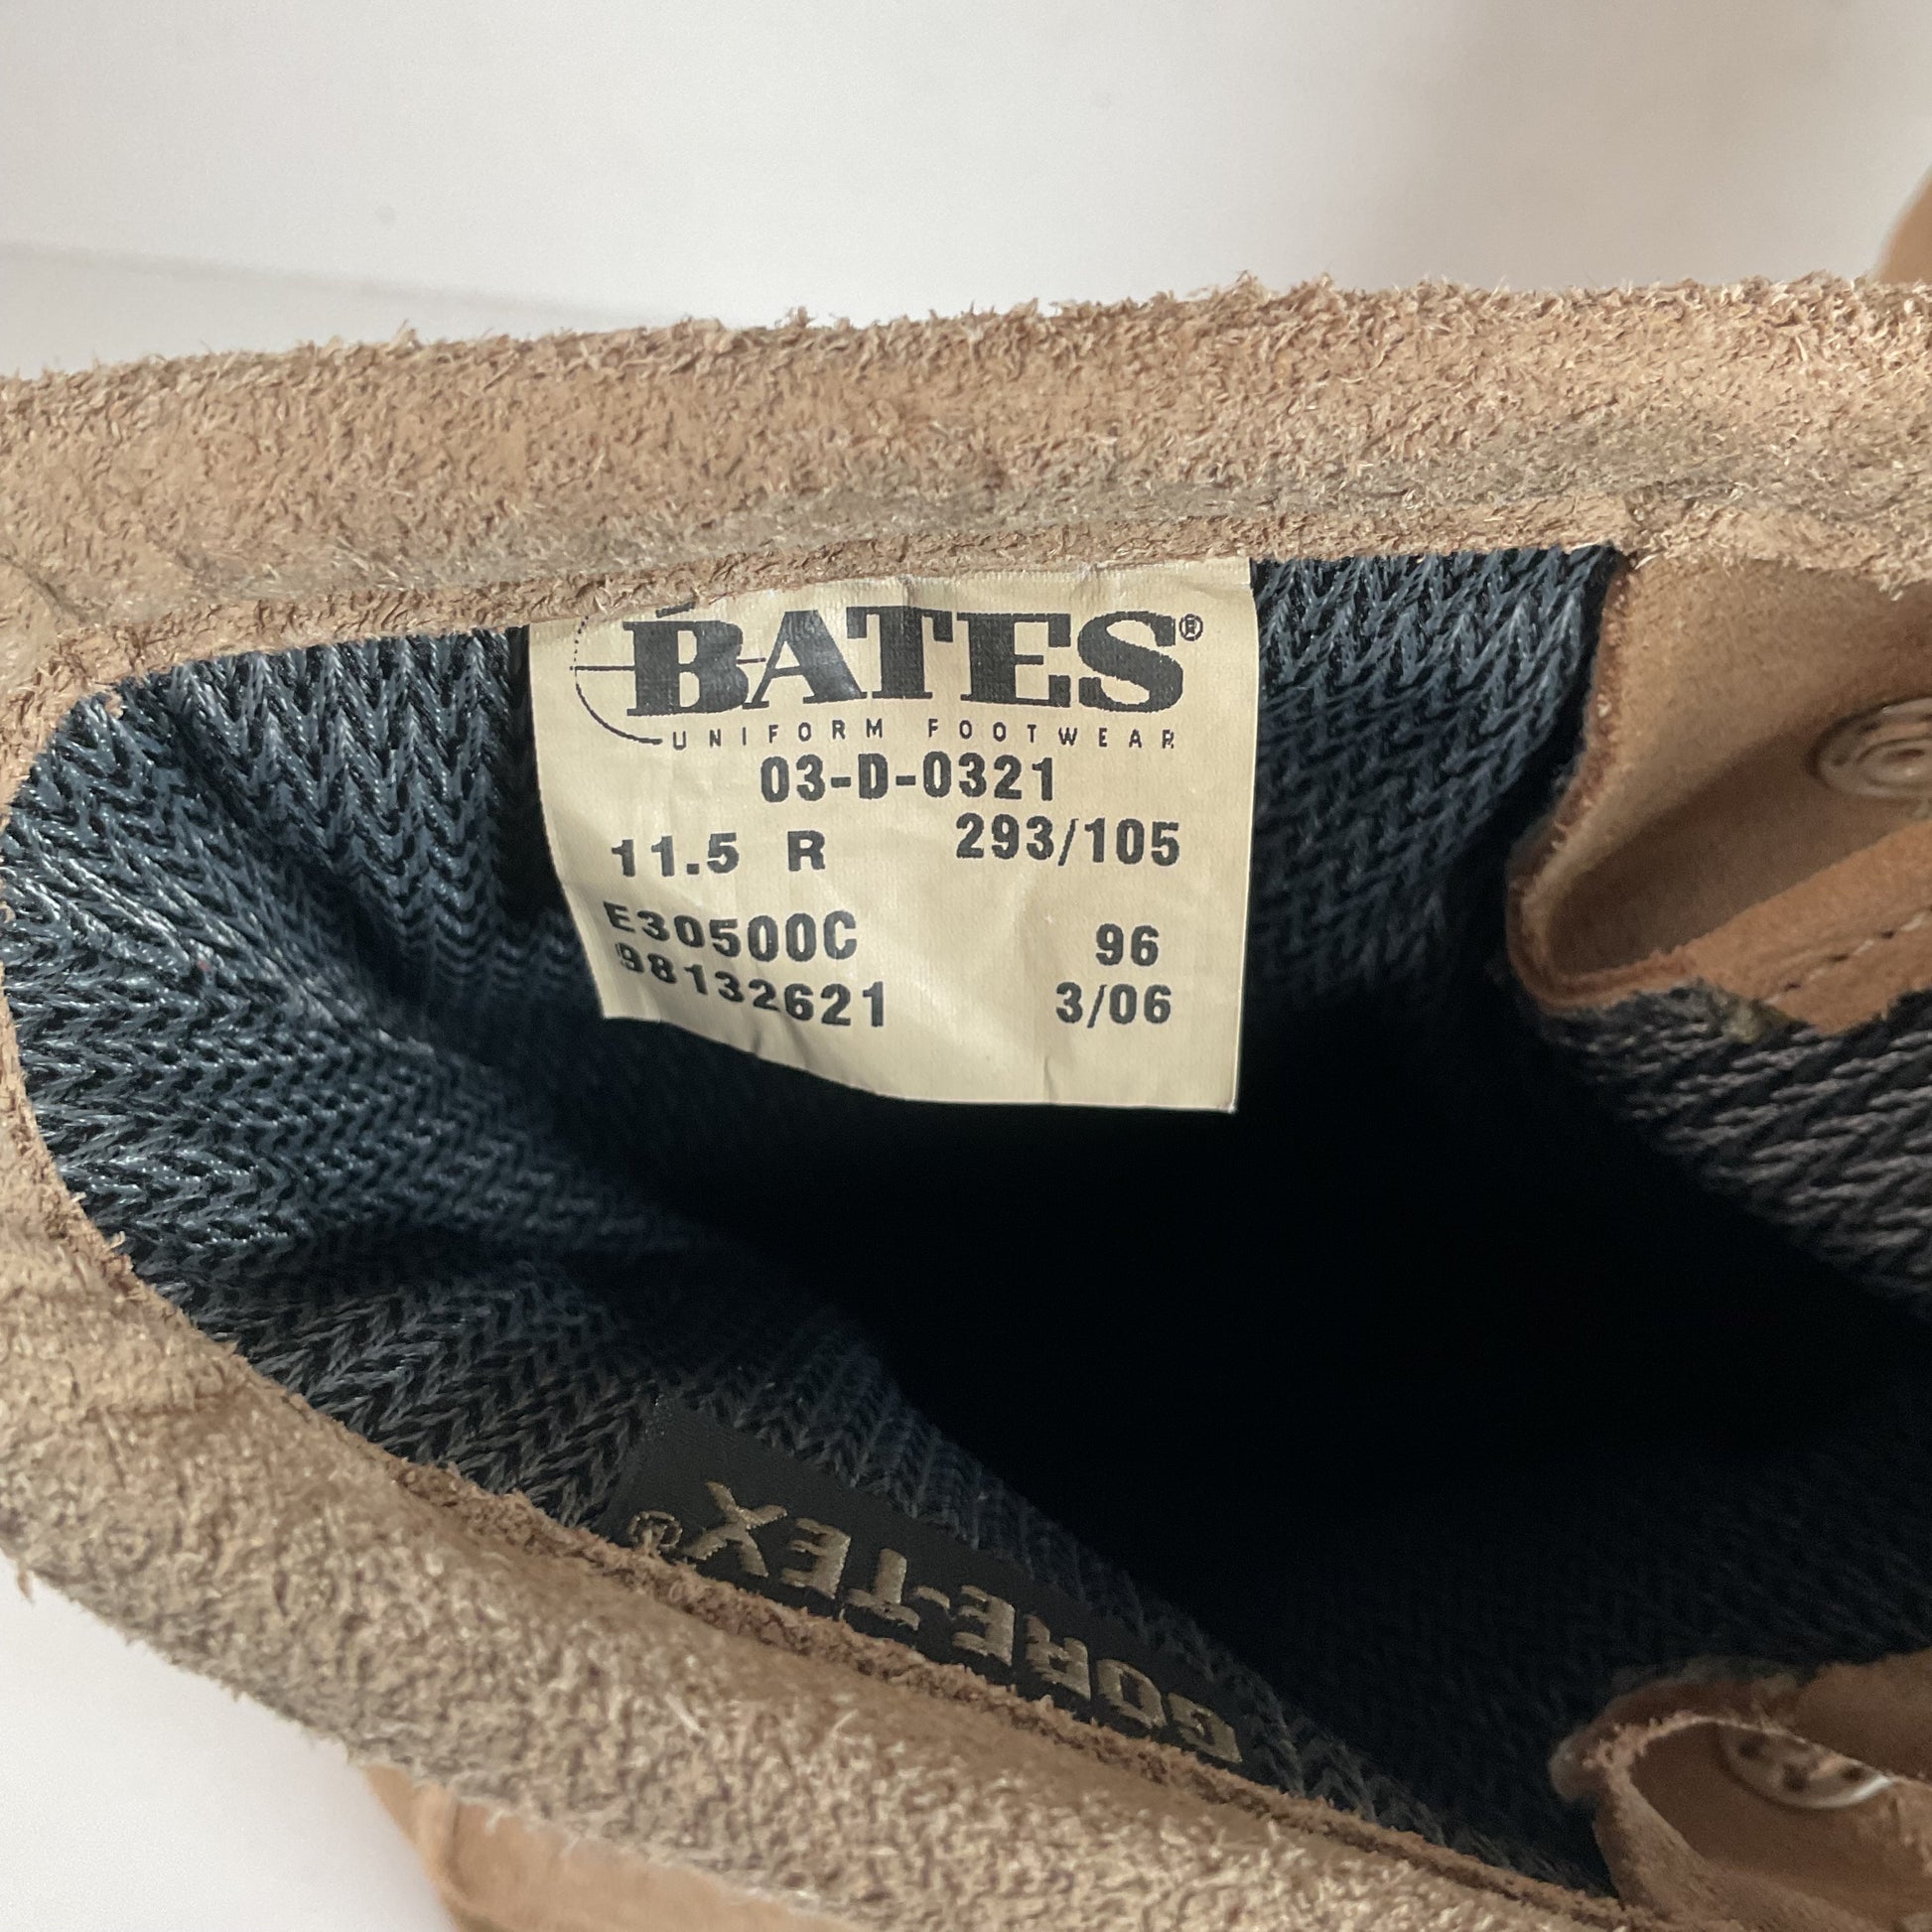 BATES®
UNIFORM FOOTWEAR
03-D-0321
11.5 R 293/105
E30500C 96
98132621 3/06
GORE-TEX®